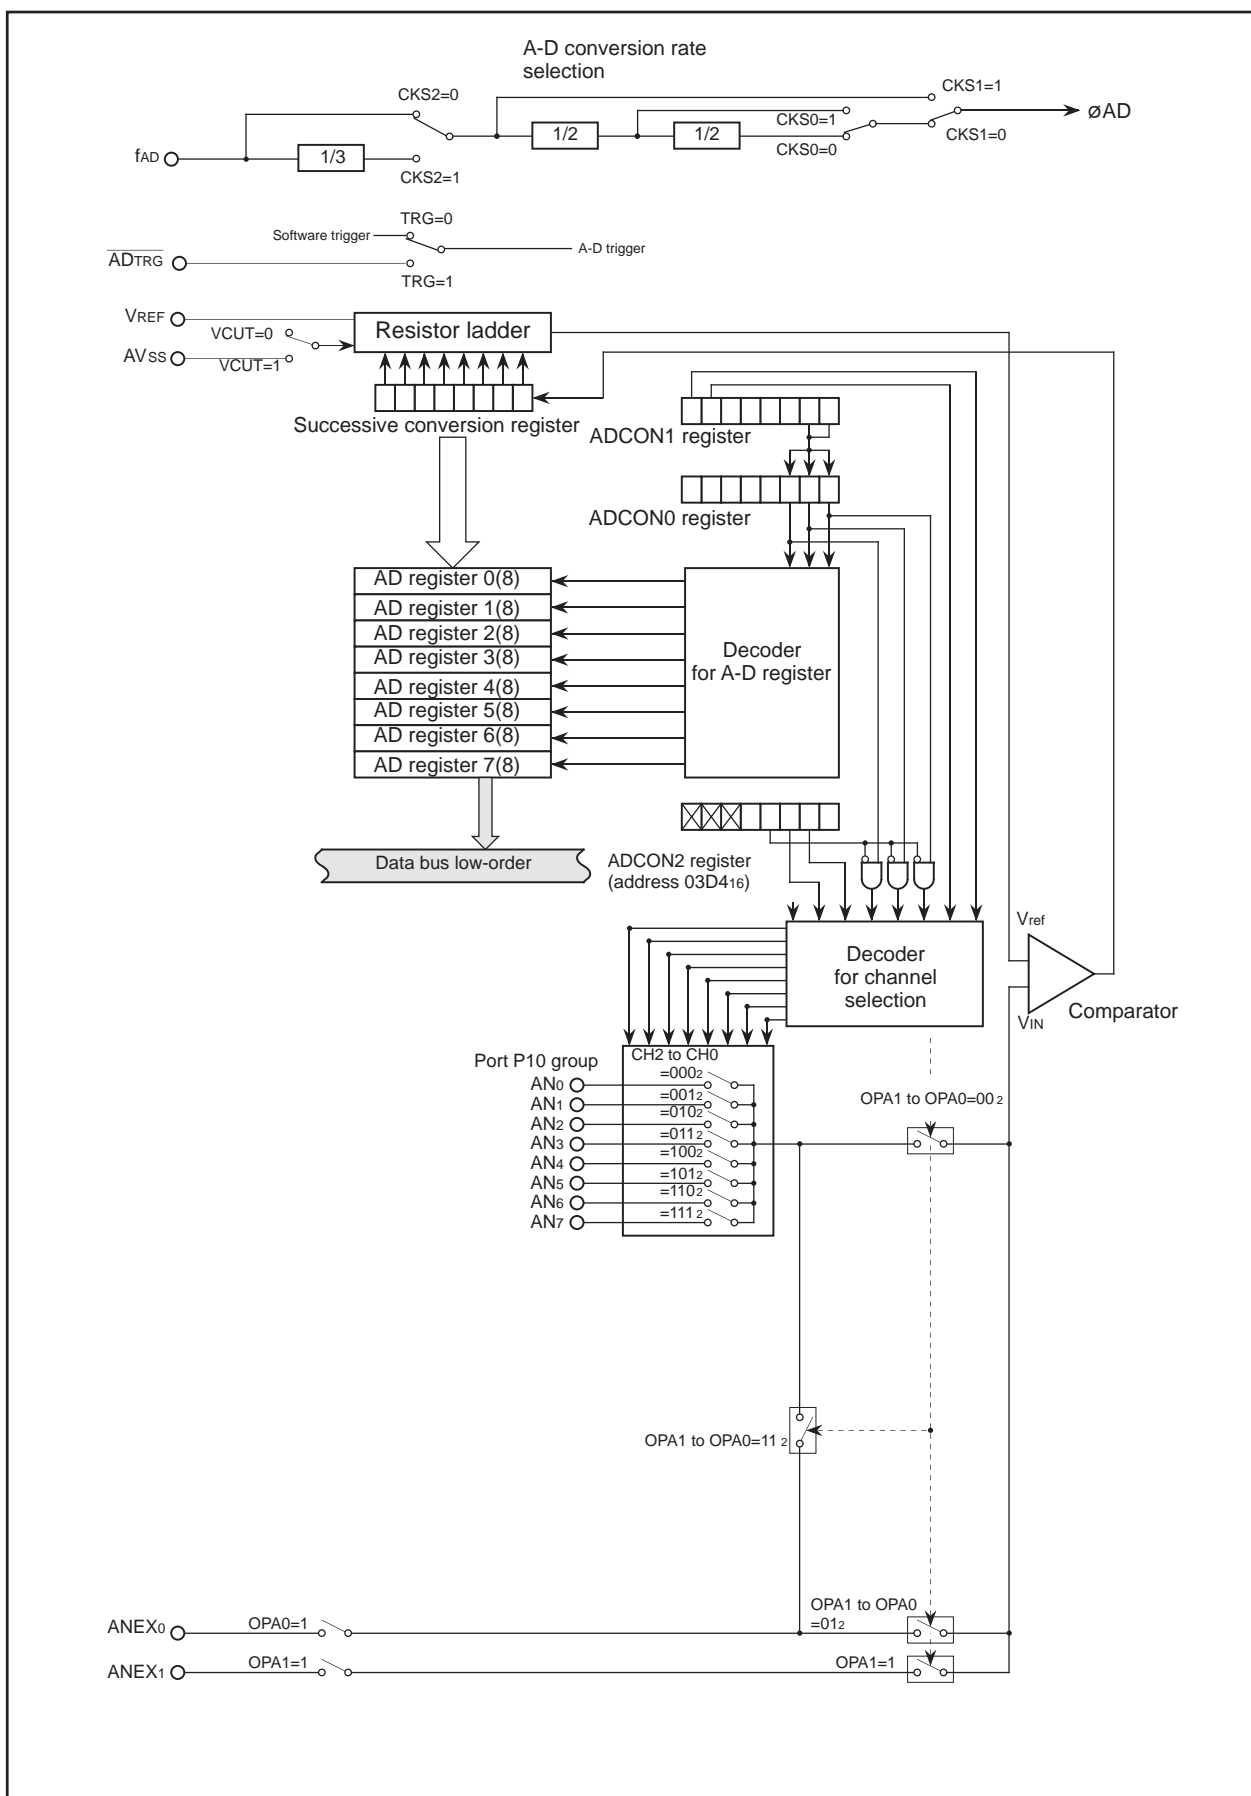 A-D conversion rate
selection
CKS2=0
CKS1=1
CKS0=1
øAD
fAD
1/3
1/2
1/2
CKS0=0
CKS1=0
CKS2=1
TRG=0
Software trigger
A-D trigger
ADTRG
TRG=1
VREF
VCUT=0
Resistor ladder
AVSS
VCUT=1
Successive conversion register
ADCON1 register
ADCON0 register
AD register 0(8)
AD register 1(8)
AD register 2(8)
AD register 3(8)
AD register 4(8)
AD register 5(8)
AD register 6(8)
AD register 7(8)
Decoder
for A-D register
Data bus low-order
ADCON2 register
(address 03D416)
Decoder
for channel
selection
Vref
VIN
Comparator
Port P10 group
CH2 to CH0
AN0
=0002
AN1
=0012
AN2
=0102
AN3
=0112
AN4
=1002
AN5
=1012
AN6
=1102
AN7
=1112
OPA1 to OPA0=002
OPA1 to OPA0=112
OPA1 to OPA0
=012
ANEX0
OPA0=1
ANEX1
OPA1=1
OPA1=1